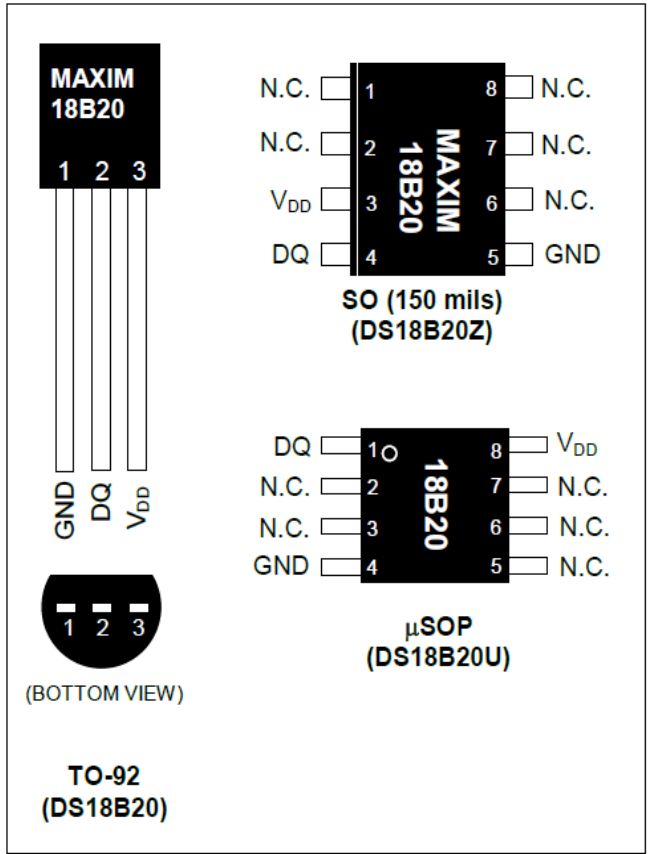 MAXIM
18B20
1 2 3
GND
DQ
VDD
1 2 3
(BOTTOM VIEW)
TO-92
(DS18B20)
N.C. 1 8 N.C.
N.C. 2 7 N.C.
VDD 3 6 N.C.
DQ 4 5 GND
MAXIM
18B20
SO (150 mils)
(DS18B20Z)
DQ 1 8 VDD
N.C. 2 7 N.C.
N.C. 3 6 N.C.
GND 4 5 N.C.
18B20
μSOP
(DS18B20U)